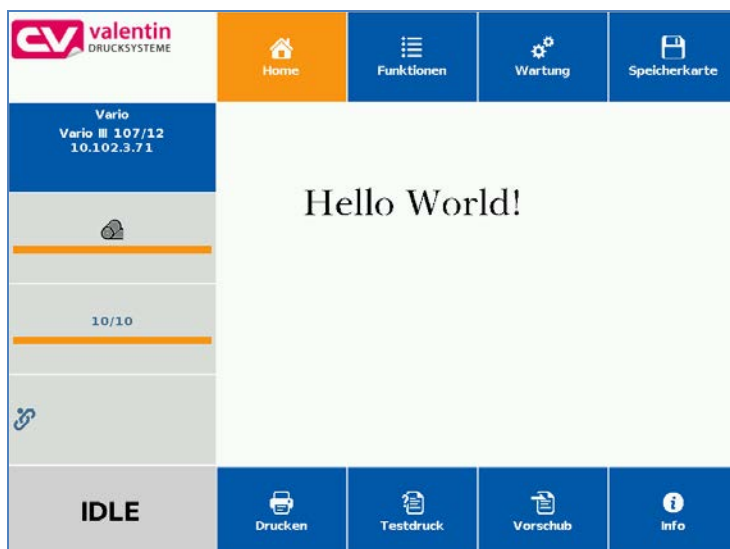 CV valentin
DRUCKSYSTEME
Home
Funktionen
Wartung
Speicherkarte
Vario
Vario III 107/12
10.102.3.71
Hello World!
10/10
IDLE
Drucken
Testdruck
Vorschub
Info